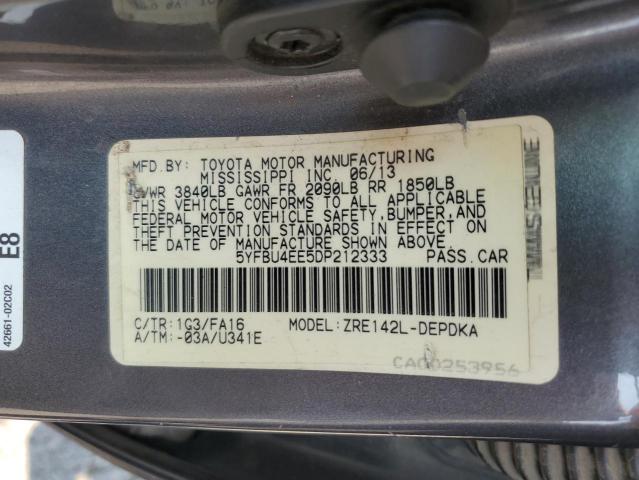 MFD.BY: TOYOTA MOTOR MANUFACTURING
MISSISSIPPI INC. 06/13
GVWR 3840LB GAWR FR 2090LB RR 1850LB
THIS VEHICLE CONFORMS TO ALL APPLICABLE
FEDERAL MOTOR VEHICLE SAFETY,BUMPER,AND
THEFT PREVENTION STANDARDS IN EFFECT ON
THE DATE OF MANUFACTURE SHOWN ABOVE.
5YFBU4EE5DP212333 PASS.CAR
C/TR:1G3/FA16 MODEL:ZRE142L-DEPDKA
A/TM:-03A/U341E
CA00253956
42661-02C02
E8